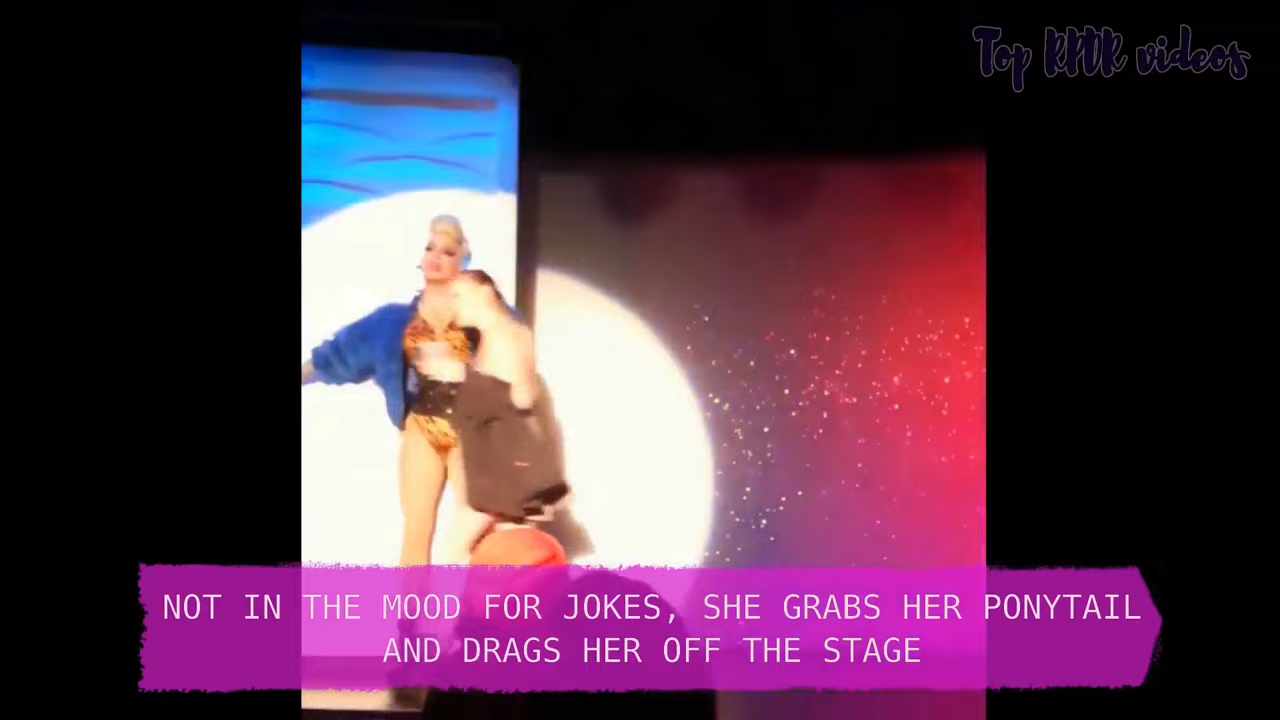 Top RPDR videos
NOT IN THE MOOD FOR JOKES, SHE GRABS HER PONYTAIL
AND DRAGS HER OFF THE STAGE